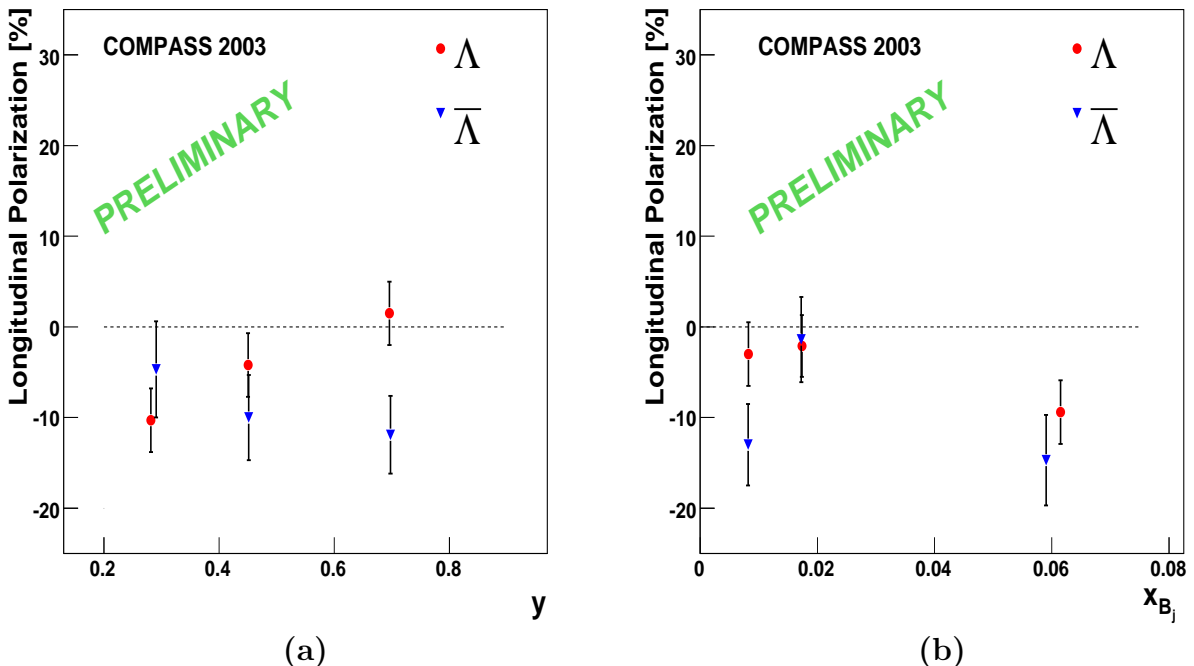 Longitudinal Polarization [%]
COMPASS 2003
Λ
Λ̅
PRELIMINARY
30
20
10
0
-10
-20
0.2 0.4 0.6 0.8
y
(a)
Longitudinal Polarization [%]
COMPASS 2003
Λ
Λ̅
PRELIMINARY
30
20
10
0
-10
-20
0 0.02 0.04 0.06 0.08
x_{B_j}
(b)